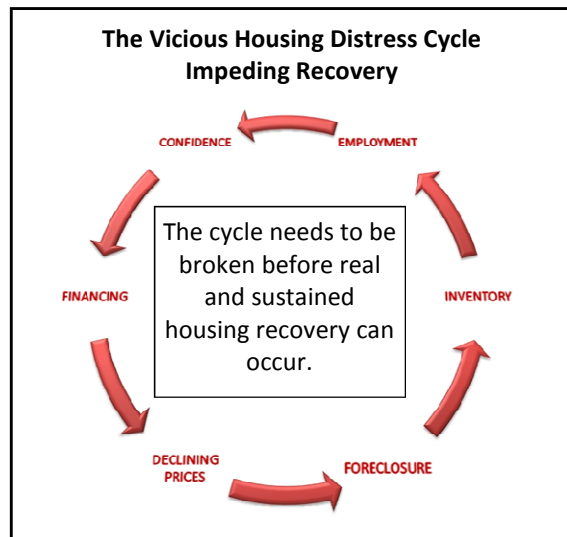 The Vicious Housing Distress Cycle
Impeding Recovery
CONFIDENCE
EMPLOYMENT
The cycle needs to be
broken before real
and sustained
housing recovery can
occur.
FINANCING
INVENTORY
DECLINING
PRICES
FORECLOSURE